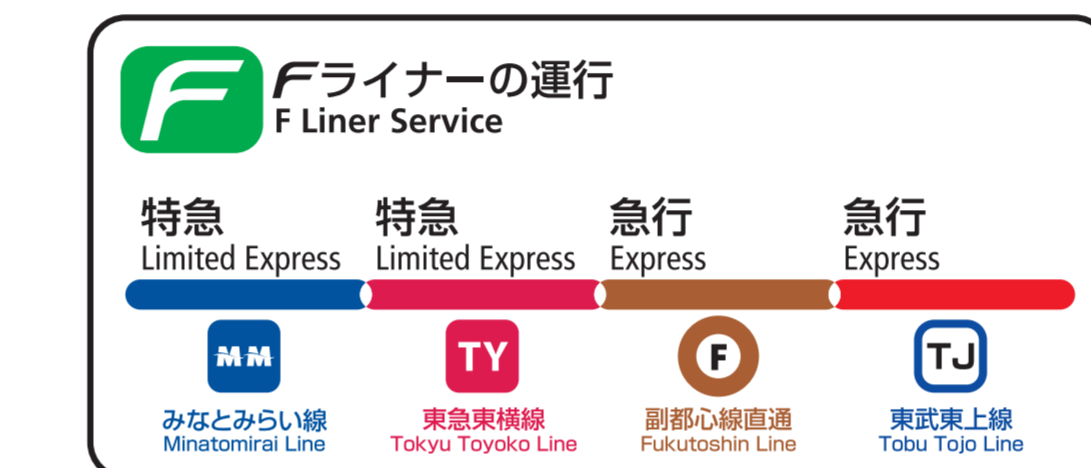 F Fライナーの運行
F Liner Service
特急 特急 急行 急行
Limited Express Limited Express Express Express
MM TY F TJ
みなとみらい線 東急東横線 副都心線直通 東武東上線
Minatomirai Line Tokyu Toyoko Line Fukutoshin Line Tobu Tojo Line